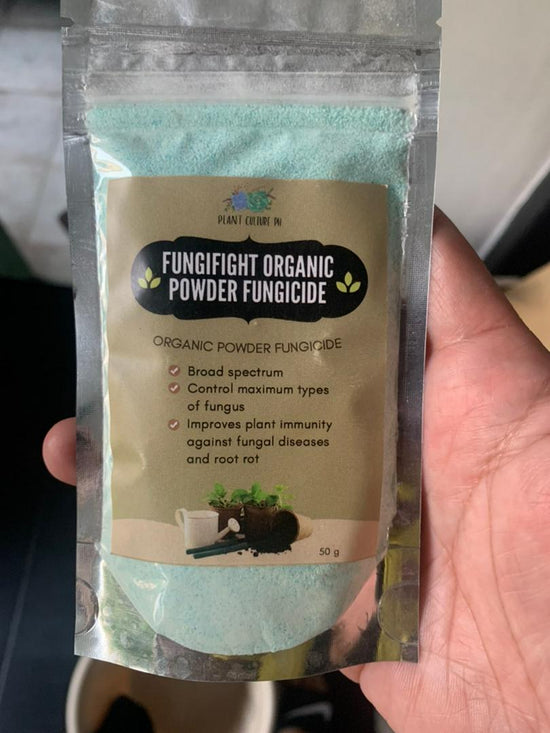 PLANT CULTURE PH
FUNGIFIGHT ORGANIC
POWDER FUNGICIDE
ORGANIC POWDER FUNGICIDE
Broad spectrum
Control maximum types
of fungus
Improves plant immunity
against fungal diseases
and root rot
50 g